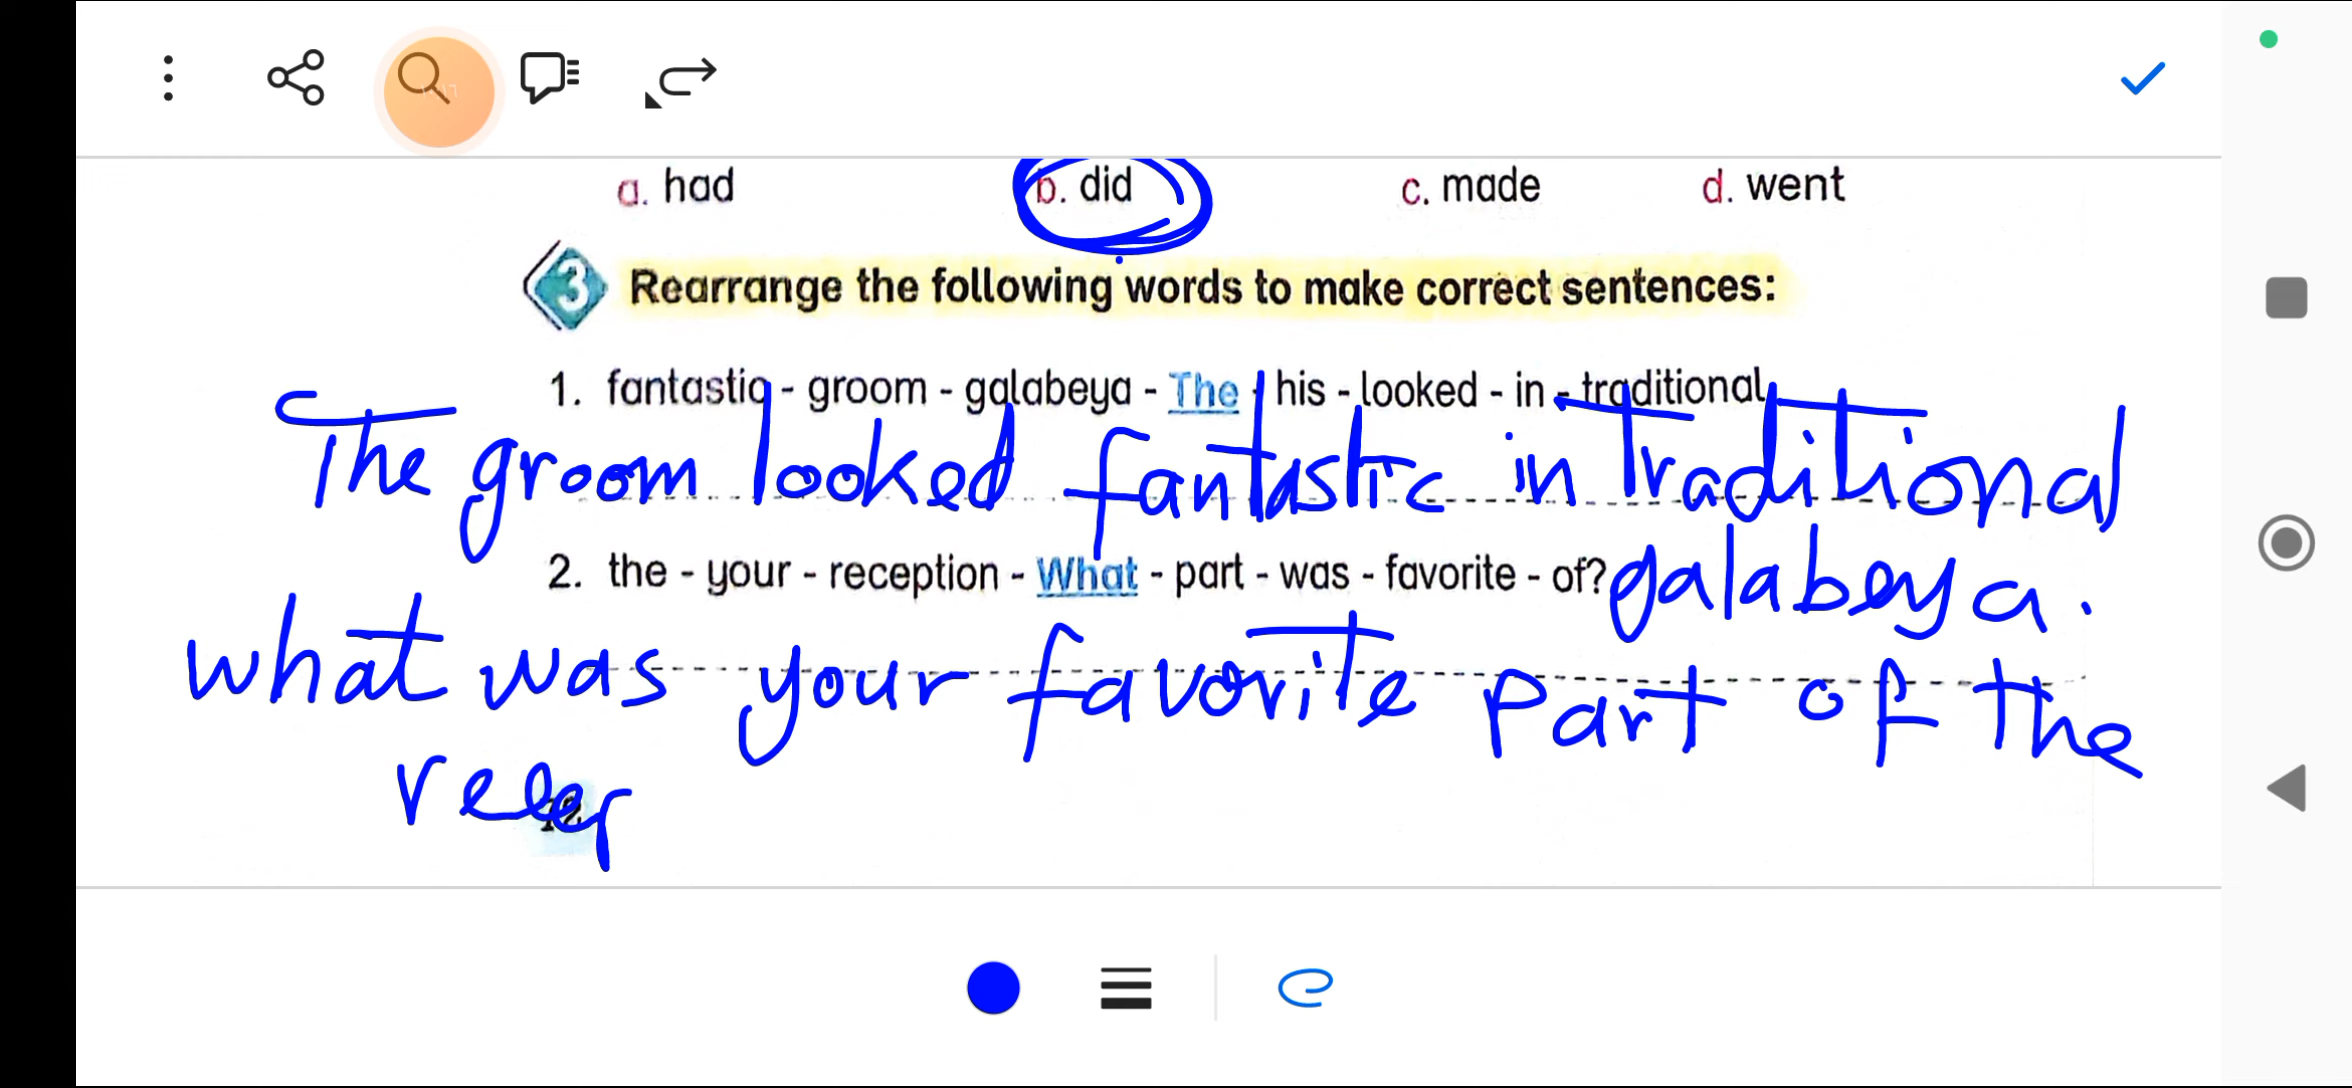 a. had b. did c. made d. went
3 Rearrange the following words to make correct sentences:
1. fantastic - groom - galabeya - The - his - looked - in - traditional.
The groom looked fantastic in traditional
2. the - your - reception - What - part - was - favorite - of?
galabeya.
what was your favorite part of the